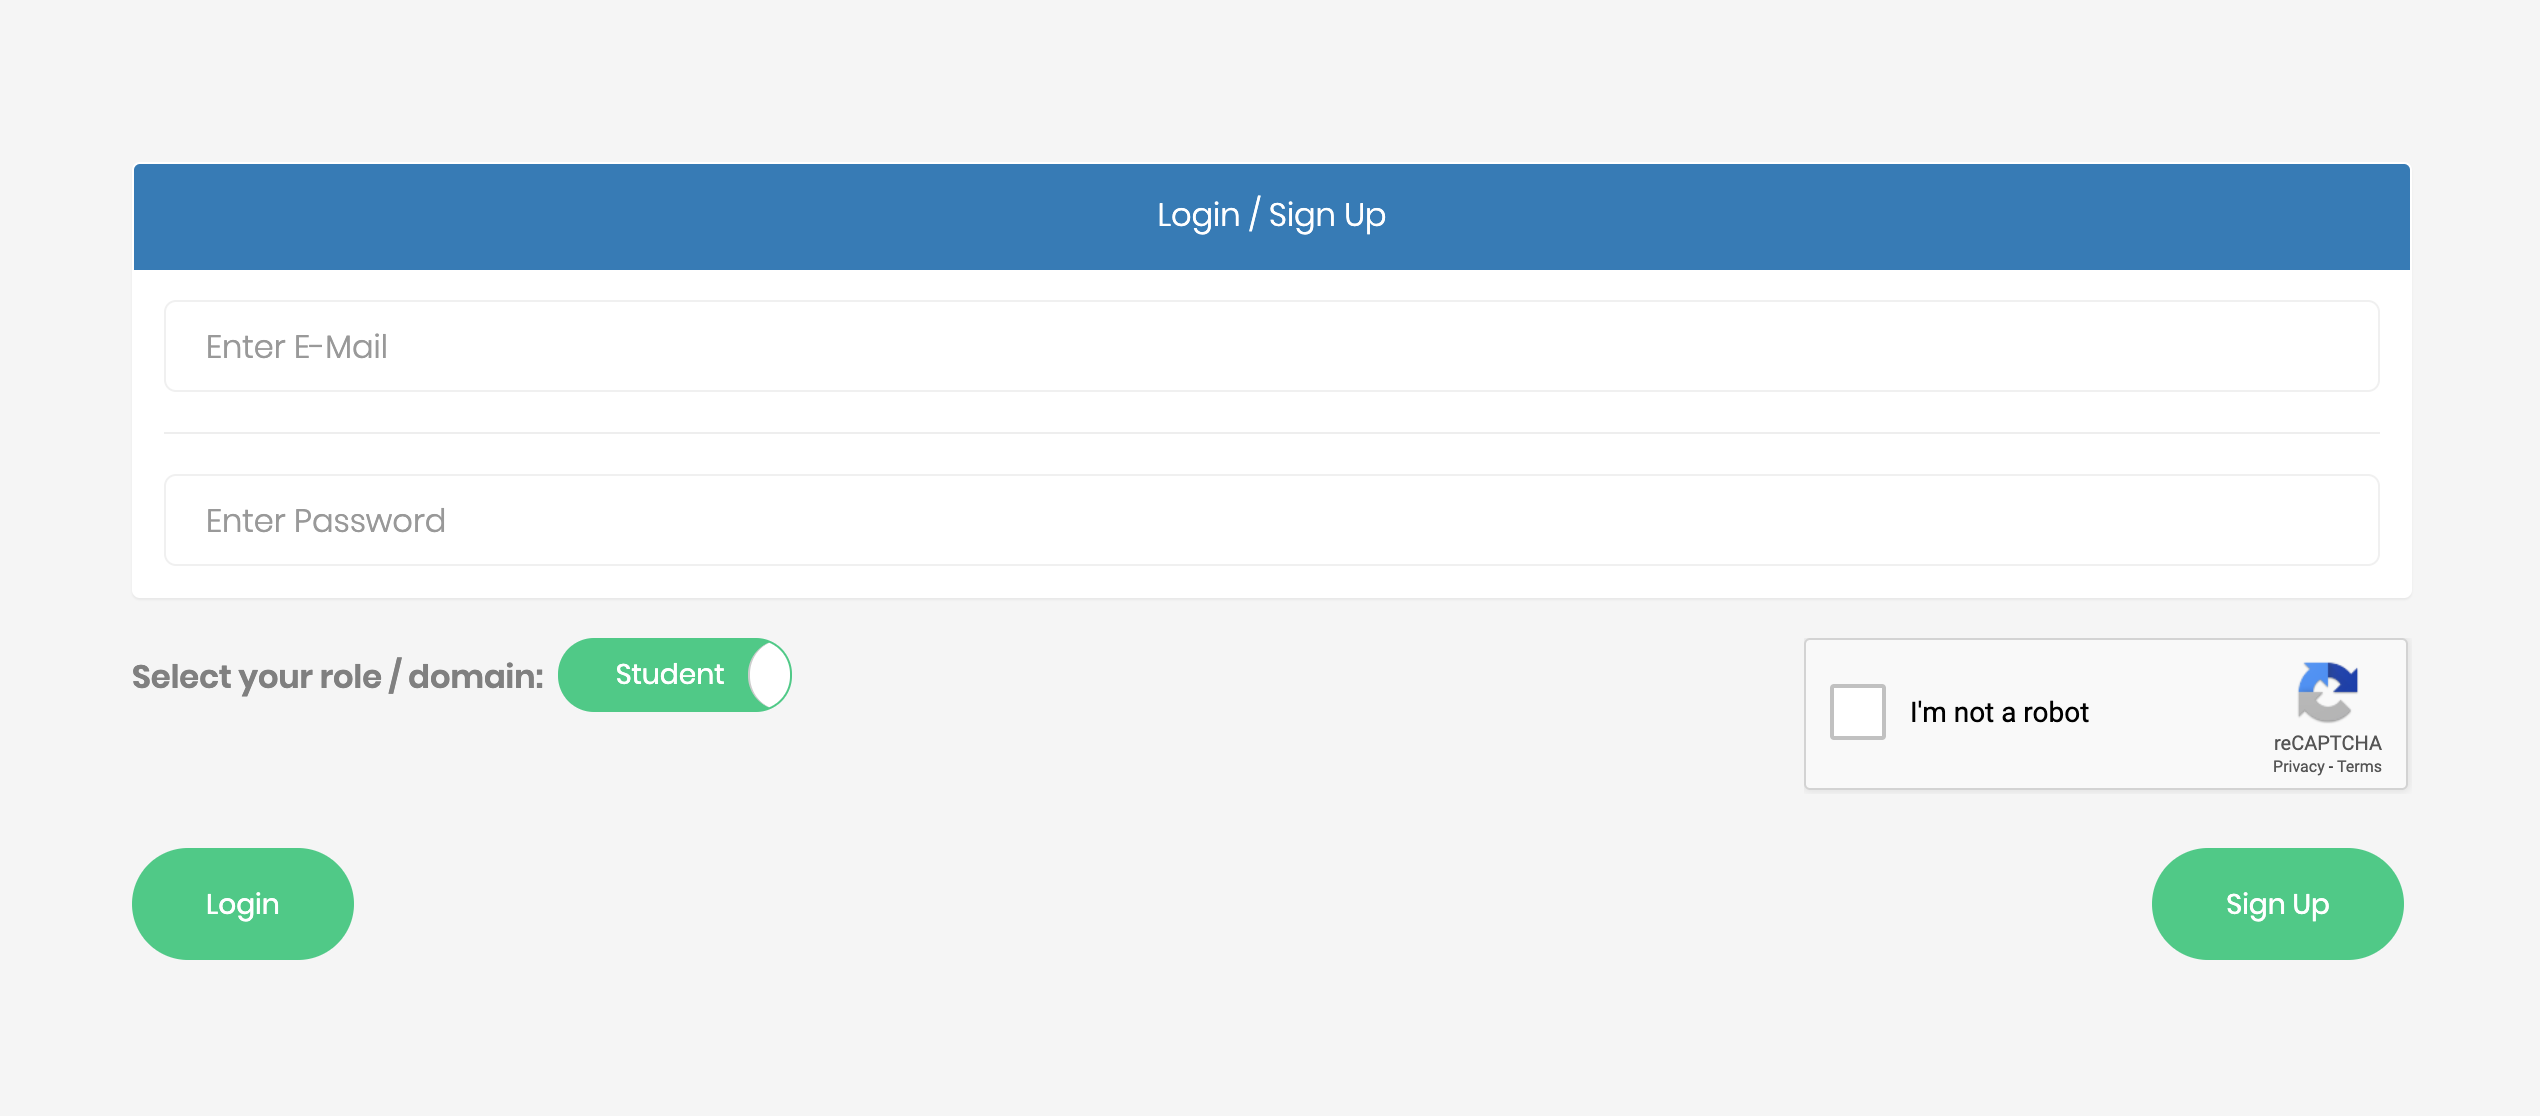 Login / Sign Up
Enter E-Mail
Enter Password
Select your role / domain:
Student
I'm not a robot
reCAPTCHA
Privacy - Terms
Login
Sign Up